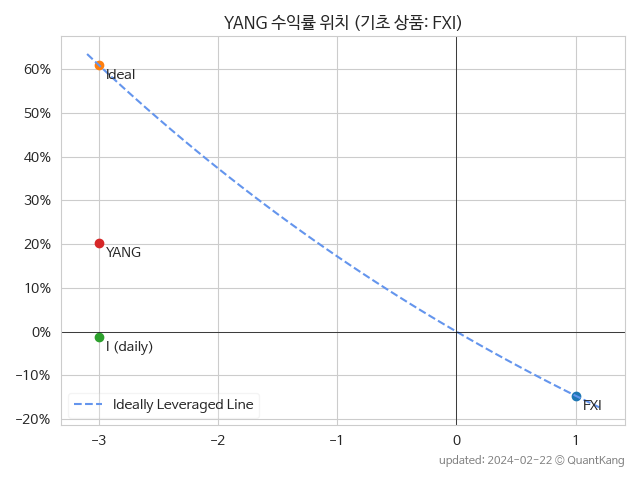 YANG 수익률 위치 (기초 상품: FXI)
60%
50%
40%
30%
20%
10%
0%
−10%
−20%
Ideal
YANG
I (daily)
FXI
Ideally Leveraged Line
−3
−2
−1
0
1
updated: 2024-02-22 © QuantKang